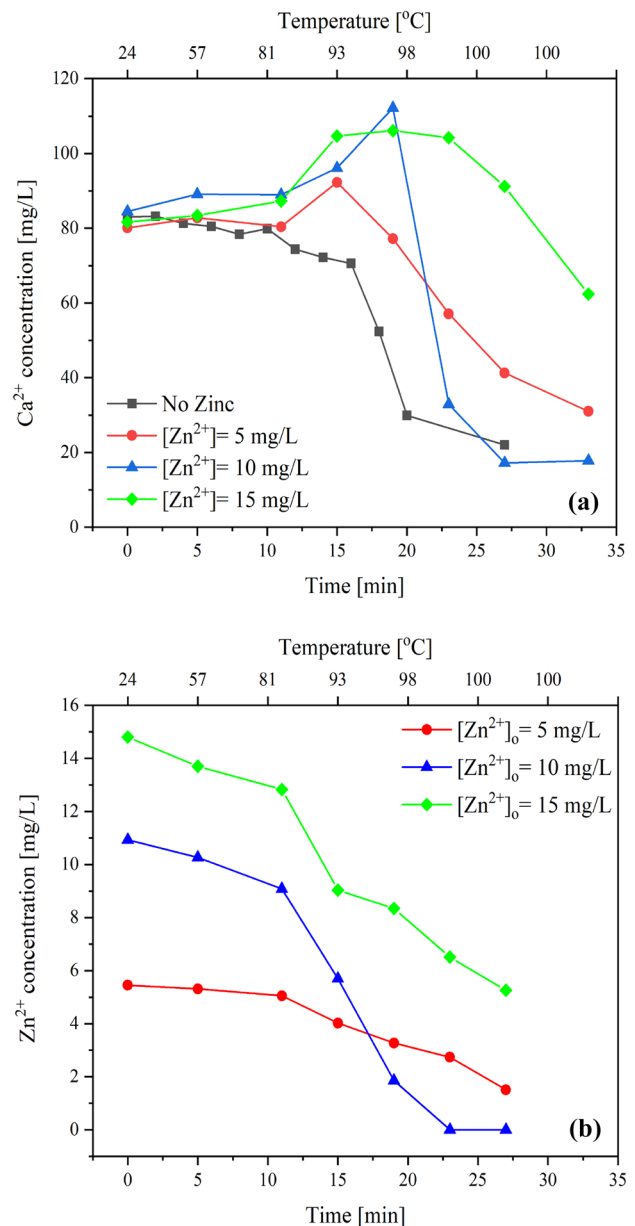 Temperature [°C]
24 57 81 93 98 100 100
120
100
80
60
40
20
0
Ca²⁺ concentration [mg/L]
No Zinc
[Zn²⁺]= 5 mg/L
[Zn²⁺]= 10 mg/L
[Zn²⁺]= 15 mg/L
(a)
0 5 10 15 20 25 30 35
Time [min]
Temperature [°C]
24 57 81 93 98 100 100
16
14
12
10
8
6
4
2
0
Zn²⁺ concentration [mg/L]
[Zn²⁺]ₒ= 5 mg/L
[Zn²⁺]ₒ= 10 mg/L
[Zn²⁺]ₒ= 15 mg/L
(b)
0 5 10 15 20 25 30 35
Time [min]